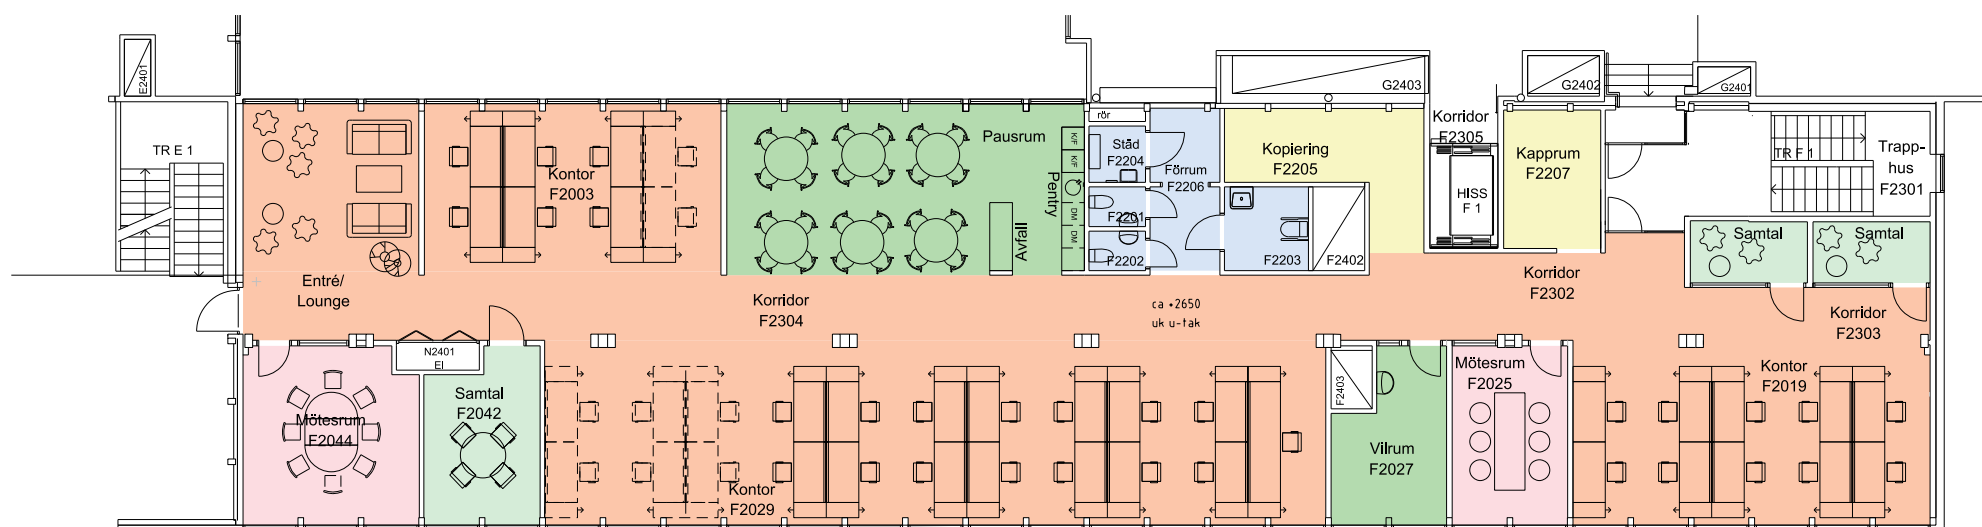 E2401
TR E 1
Entré/
Lounge
Kontor
F2003
Pausrum
Avfall
Pentry
K/F
K/F
DM
DM
rör
Städ
F2204
F2201
F2202
Förrum
F2206
F2203
F2402
G2403
Kopiering
F2205
Korridor
F2305
HISS
F 1
G2402
Kapprum
F2207
G2401
TR F 1
Trapp-
hus
F2301
Samtal
Samtal
Korridor
F2304
ca +2650
uk u-tak
Korridor
F2302
Korridor
F2303
Mötesrum
F2044
N2401
El
Samtal
F2042
Kontor
F2029
F2403
Vilrum
F2027
Mötesrum
F2025
Kontor
F2019